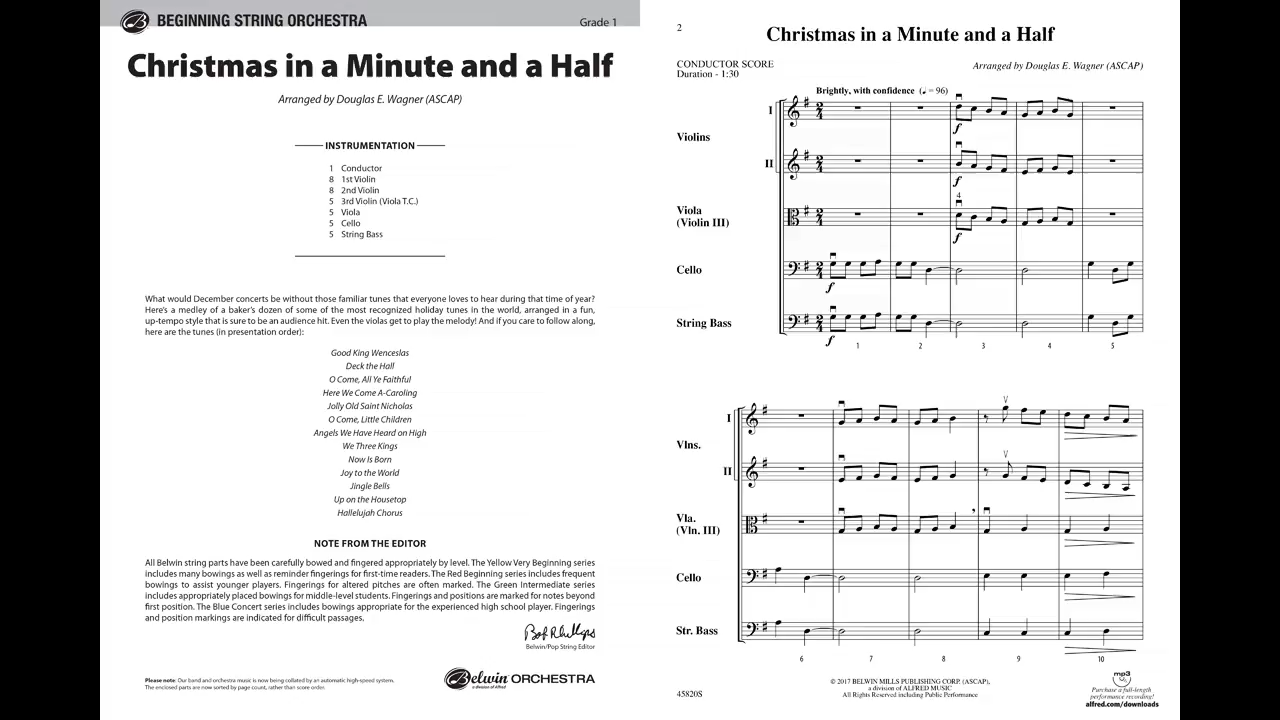 BEGINNING STRING ORCHESTRA
Grade 1
Christmas in a Minute and a Half
Arranged by Douglas E. Wagner (ASCAP)
INSTRUMENTATION
1 Conductor
8 1st Violin
8 2nd Violin
5 3rd Violin (Viola T.C.)
5 Viola
5 Cello
5 String Bass
What would December concerts be without those familiar tunes that everyone loves to hear during that time of year?
Here's a medley of a baker's dozen of some of the most recognized holiday tunes in the world, arranged in a fun,
up-tempo style that is sure to be an audience hit. Even the violas get to play the melody! And if you care to follow along,
here are the tunes (in presentation order):
Good King Wenceslas
Deck the Hall
O Come, All Ye Faithful
Here We Come A-Caroling
Jolly Old Saint Nicholas
O Come, Little Children
Angels We Have Heard on High
We Three Kings
Now Is Born
Joy to the World
Jingle Bells
Up on the Housetop
Hallelujah Chorus
NOTE FROM THE EDITOR
All Belwin string parts have been carefully bowed and fingered appropriately by level. The Yellow Very Beginning series
includes many bowings as well as reminder fingerings for first-time readers. The Red Beginning series includes frequent
bowings to assist younger players. Fingerings for altered pitches are often marked. The Green Intermediate series
includes appropriately placed bowings for middle-level students. Fingerings and positions are marked for notes beyond
first position. The Blue Concert series includes bowings appropriate for the experienced high school player. Fingerings
and position markings are indicated for difficult passages.
Bob Phillips
Belwin/Pop String Editor
Please note: Our band and orchestra music is now being collated by an automatic high-speed system.
The enclosed parts are now sorted by page count, rather than score order.
Belwin ORCHESTRA
a division of Alfred
2
Christmas in a Minute and a Half
CONDUCTOR SCORE
Duration - 1:30
Arranged by Douglas E. Wagner (ASCAP)
Brightly, with confidence (♩ = 96)
I
Violins
II
Viola
(Violin III)
Cello
String Bass
f
f
4
f
f
f
1 2 3 4 5
I
Vlns.
II
Vla.
(Vln. III)
Cello
Str. Bass
6 7 8 9 10
45820S
© 2017 BELWIN MILLS PUBLISHING CORP. (ASCAP),
a division of ALFRED MUSIC
All Rights Reserved including Public Performance
mp3
Purchase a full-length
performance recording!
alfred.com/downloads